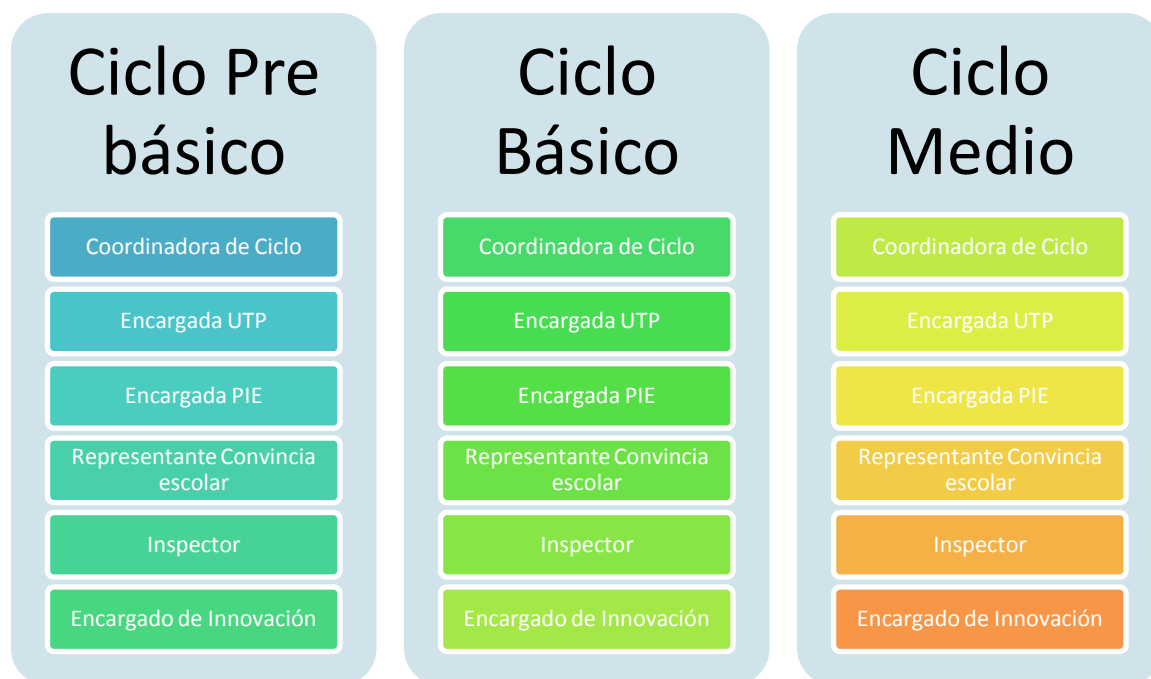 Ciclo Pre
básico
Coordinadora de Ciclo
Encargada UTP
Encargada PIE
Representante Convincia
escolar
Inspector
Encargado de Innovación
Ciclo
Básico
Coordinadora de Ciclo
Encargada UTP
Encargada PIE
Representante Convincia
escolar
Inspector
Encargado de Innovación
Ciclo
Medio
Coordinadora de Ciclo
Encargada UTP
Encargada PIE
Representante Convincia
escolar
Inspector
Encargado de Innovación